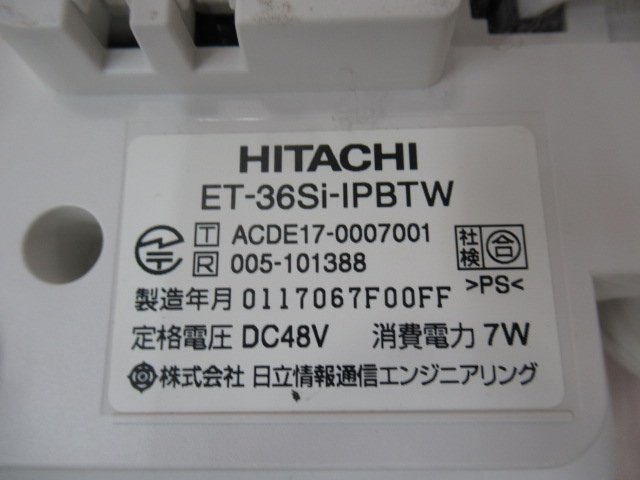 HITACHI
ET-36Si-IPBTW
T ACDE17-0007001
R 005-101388
社検 合
>PS<
製造年月 0117067F00FF
定格電圧 DC48V 消費電力 7W
株式会社 日立情報通信エンジニアリング